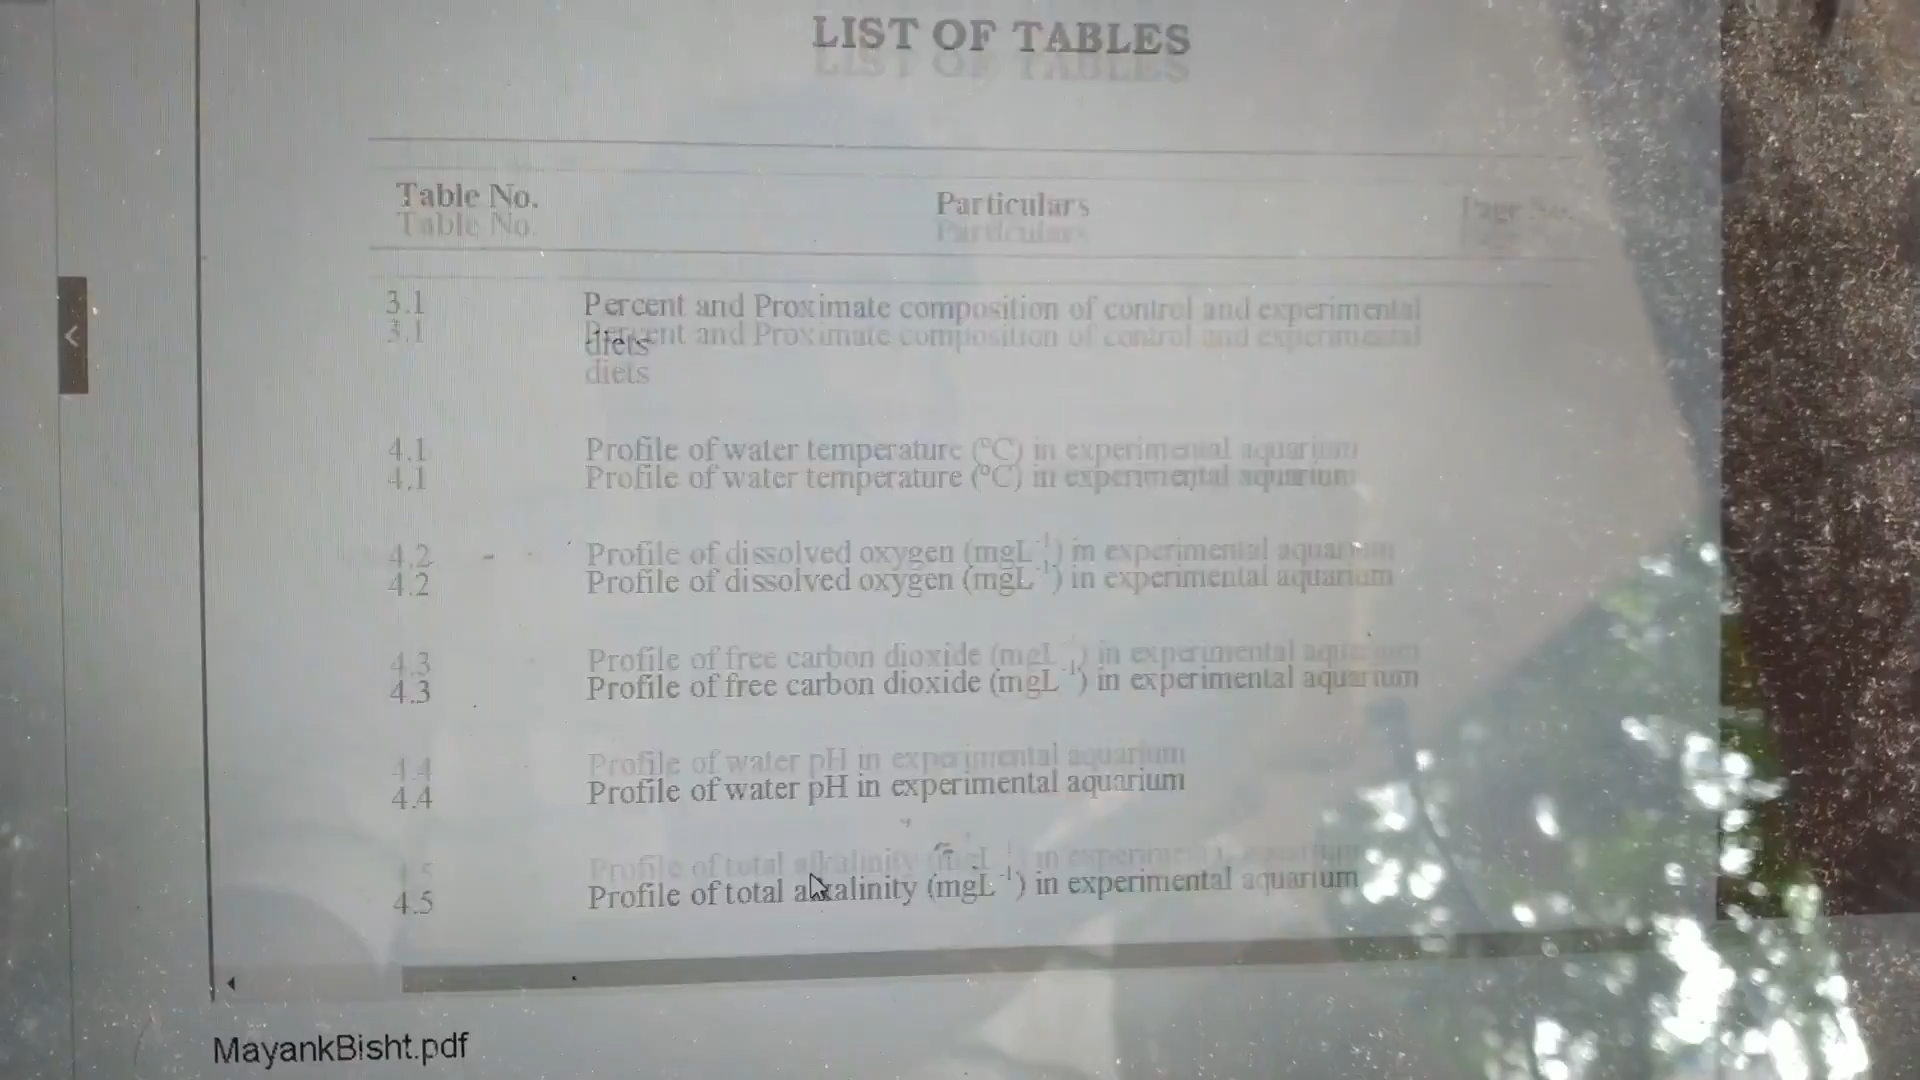 LIST OF TABLES
Table No. Particulars Page No.
3.1 Percent and Proximate composition of control and experimental
diets
4.1 Profile of water temperature (°C) in experimental aquarium
4.2 Profile of dissolved oxygen (mgL⁻¹) in experimental aquarium
4.3 Profile of free carbon dioxide (mgL⁻¹) in experimental aquarium
4.4 Profile of water pH in experimental aquarium
4.5 Profile of total alkalinity (mgL⁻¹) in experimental aquarium
MayankBisht.pdf